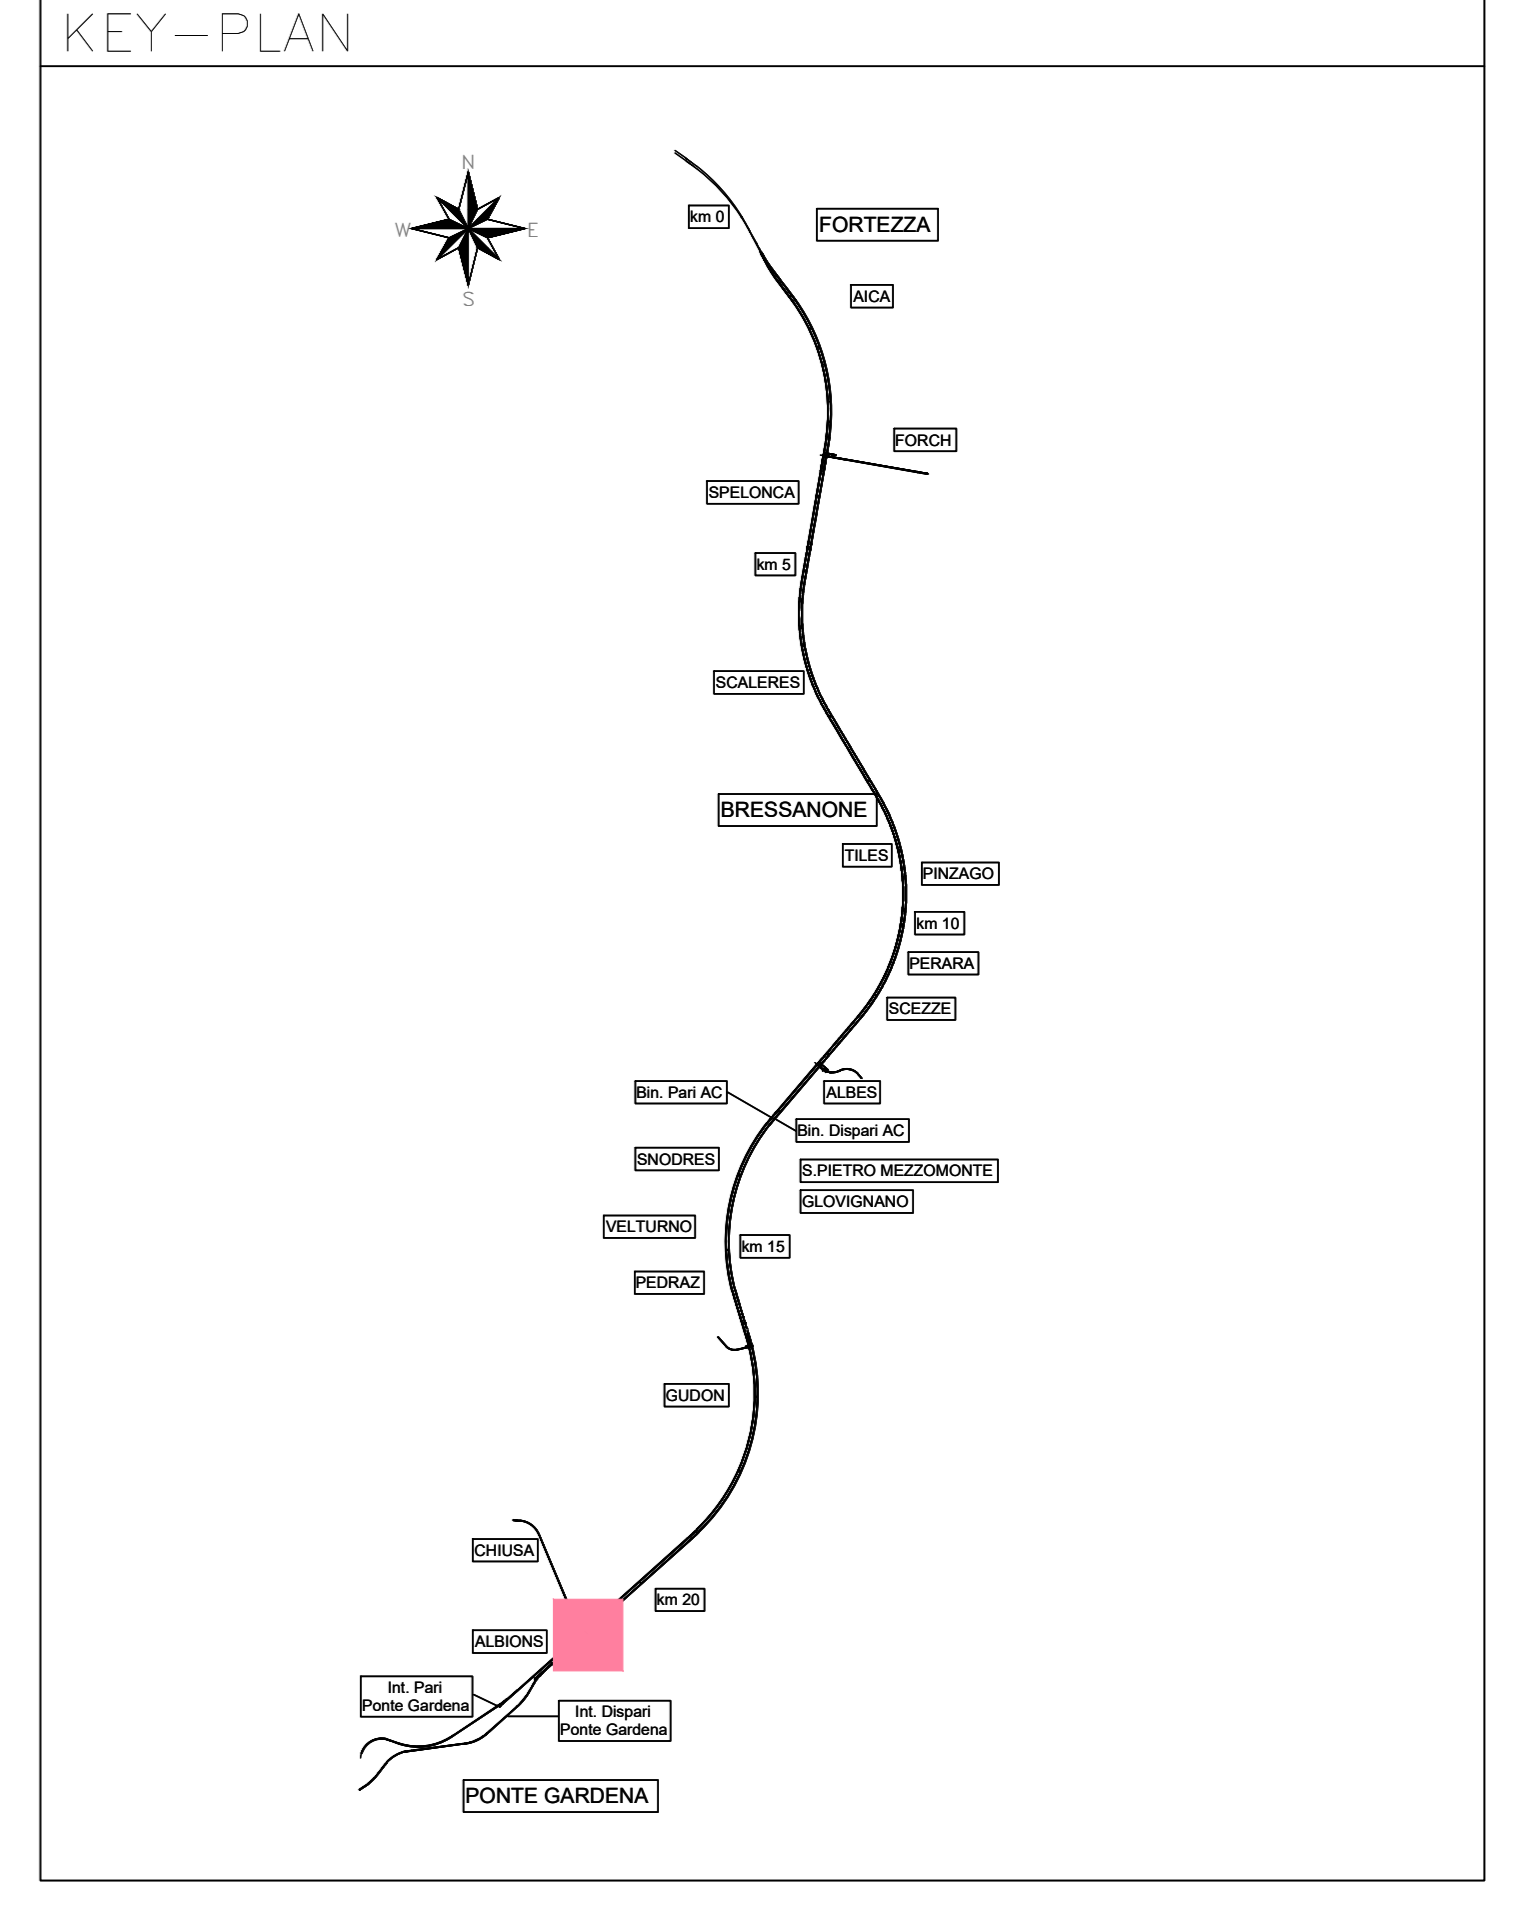 KEY-PLAN
N
W
E
S
km 0
FORTEZZA
AICA
FORCH
SPELONCA
km 5
SCALERES
BRESSANONE
TILES
PINZAGO
km 10
PERARA
SCEZZE
Bin. Pari AC
ALBES
Bin. Dispari AC
SNODRES
S.PIETRO MEZZOMONTE
GLOVIGNANO
VELTURNO
km 15
PEDRAZ
GUDON
CHIUSA
km 20
ALBIONS
Int. Pari
Ponte Gardena
Int. Dispari
Ponte Gardena
PONTE GARDENA